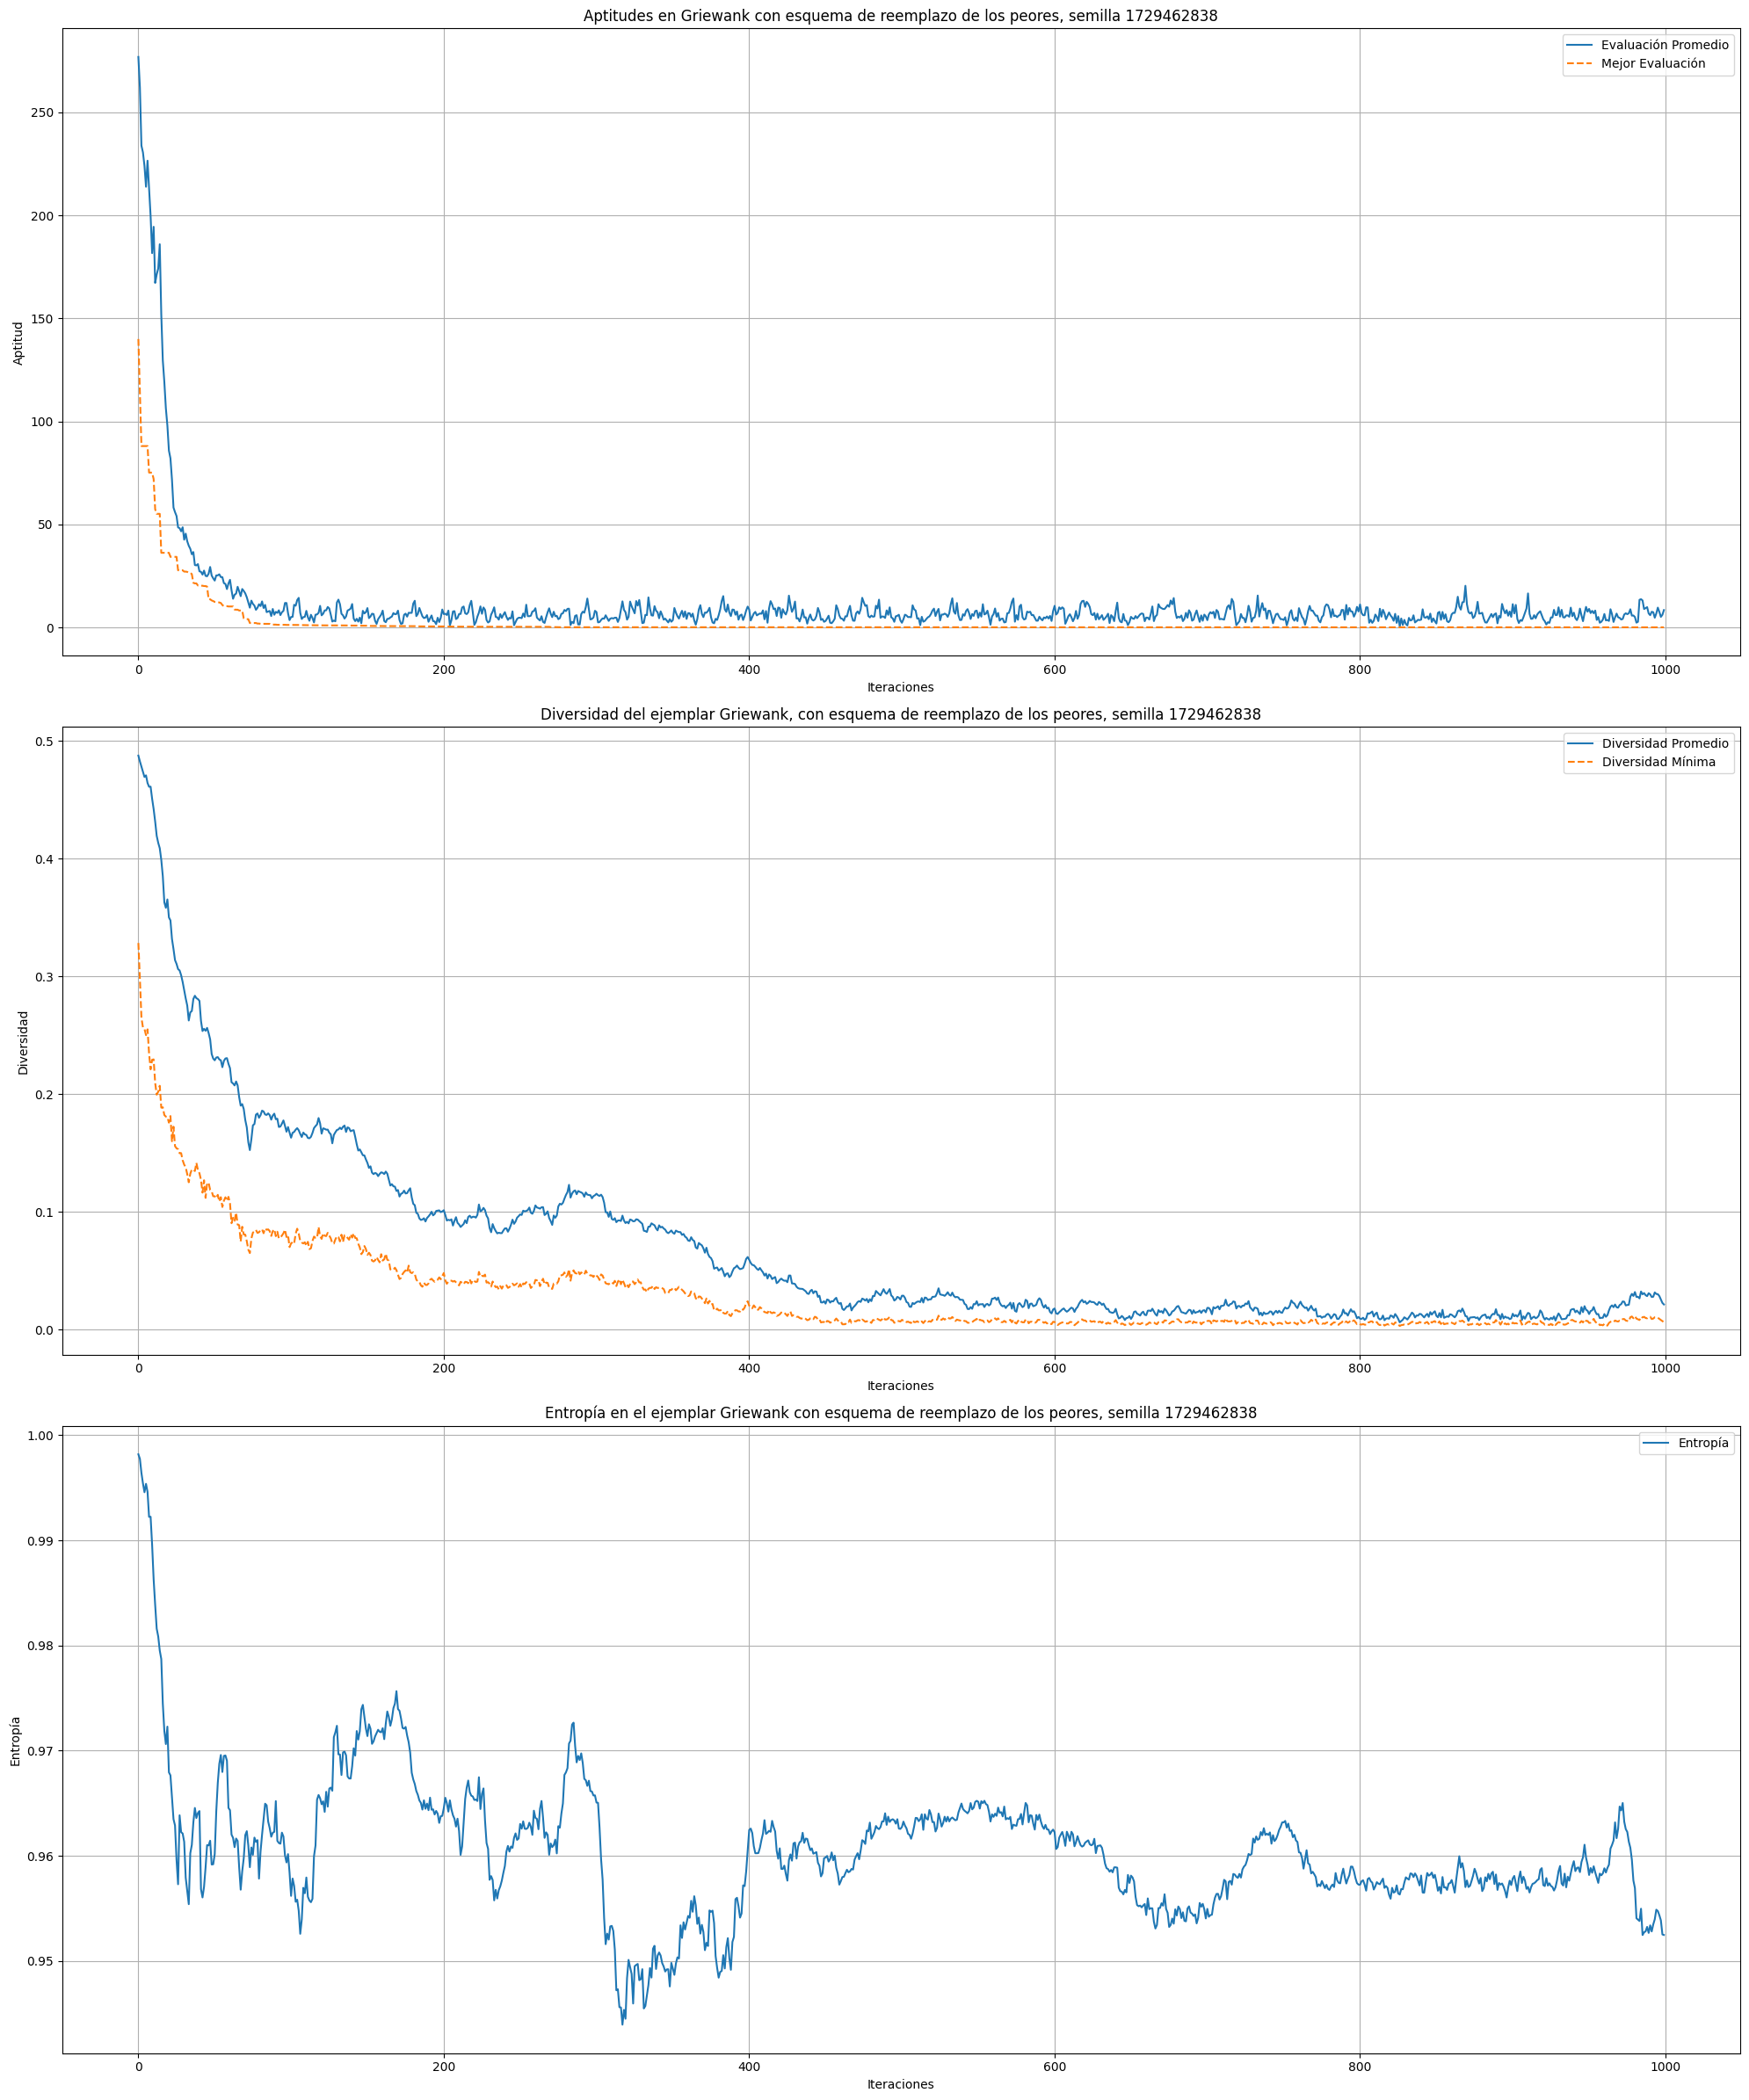 Aptitudes en Griewank con esquema de reemplazo de los peores, semilla 1729462838
Evaluación Promedio
Mejor Evaluación
Aptitud
250
200
150
100
50
0
0 200 400 600 800 1000
Iteraciones
Diversidad del ejemplar Griewank, con esquema de reemplazo de los peores, semilla 1729462838
Diversidad Promedio
Diversidad Mínima
Diversidad
0.5
0.4
0.3
0.2
0.1
0.0
0 200 400 600 800 1000
Iteraciones
Entropía en el ejemplar Griewank con esquema de reemplazo de los peores, semilla 1729462838
Entropía
Entropía
1.00
0.99
0.98
0.97
0.96
0.95
0 200 400 600 800 1000
Iteraciones